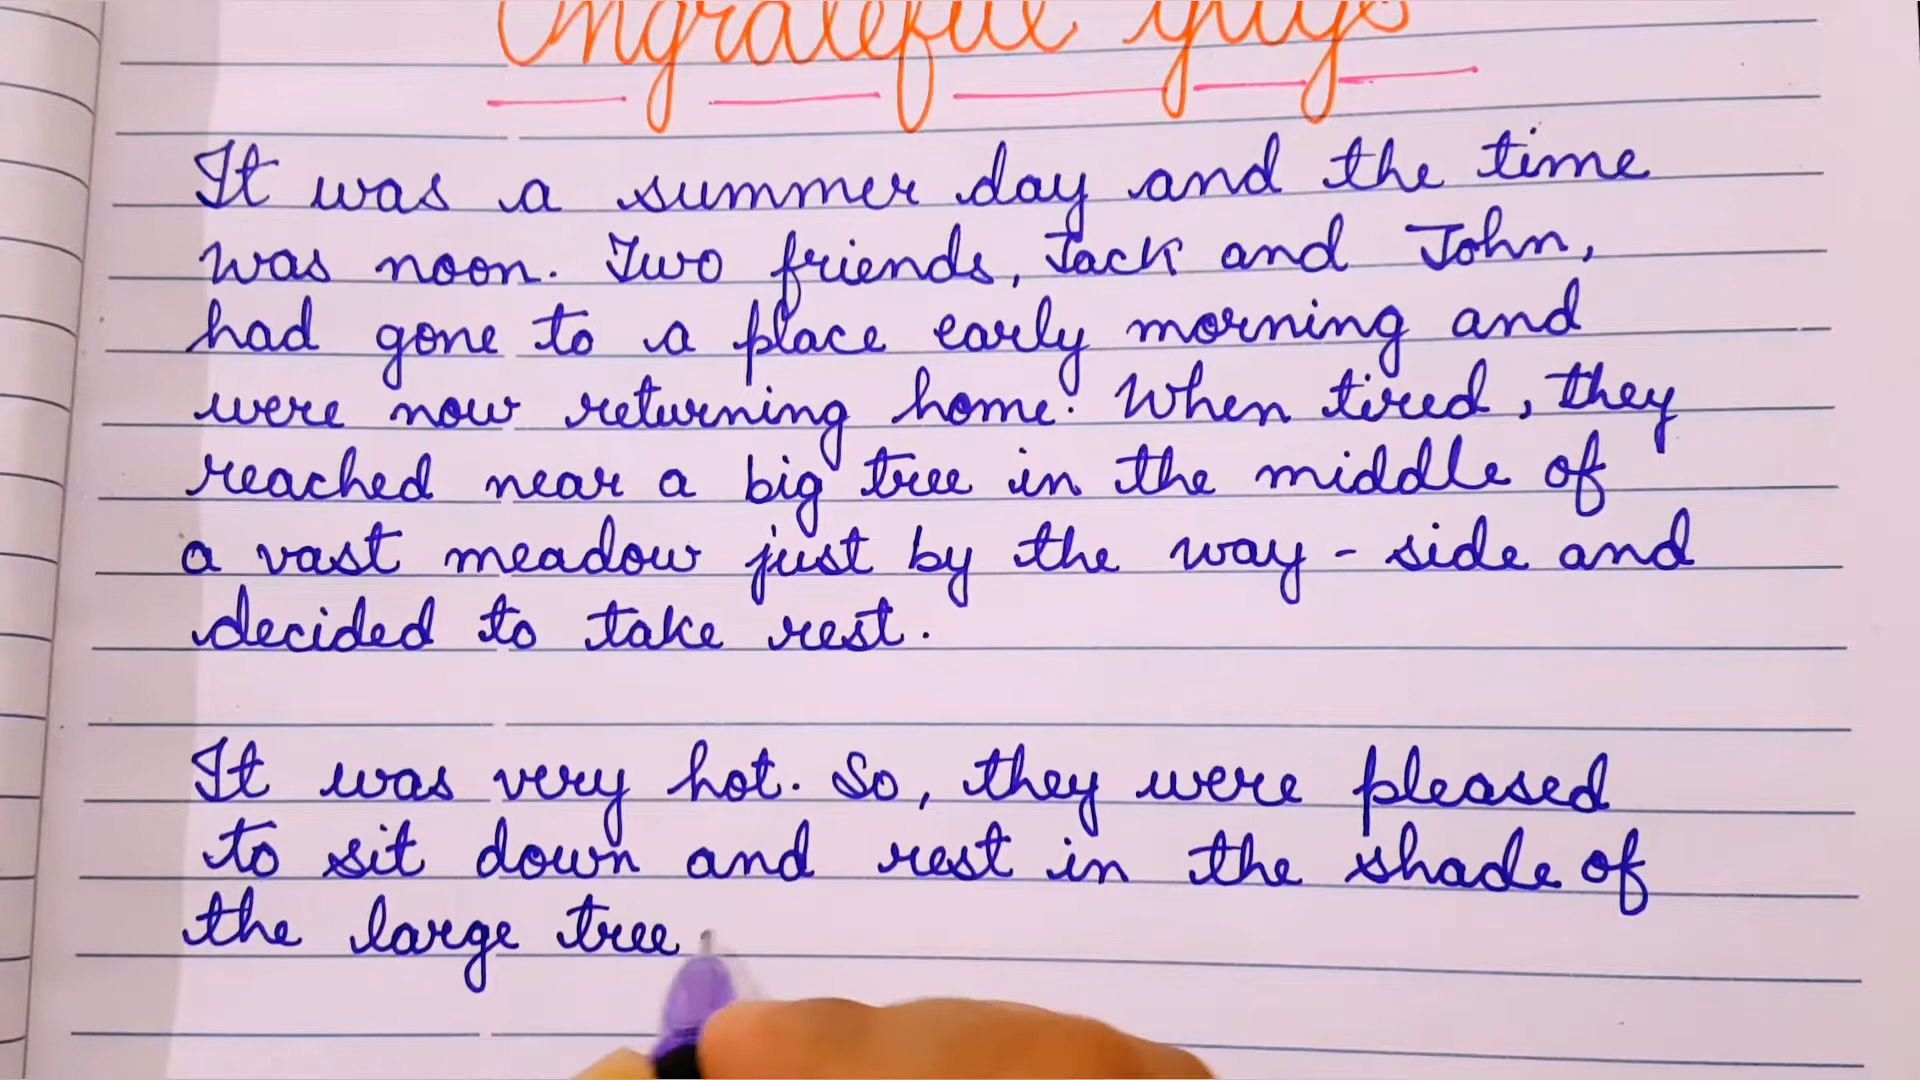 Ungrateful guys
It was a summer day and the time
was noon. Two friends, Jack and John,
had gone to a place early morning and
were now returning home. When tired, they
reached near a big tree in the middle of
a vast meadow just by the way - side and
decided to take rest.
It was very hot. So, they were pleased
to sit down and rest in the shade of
the large tree